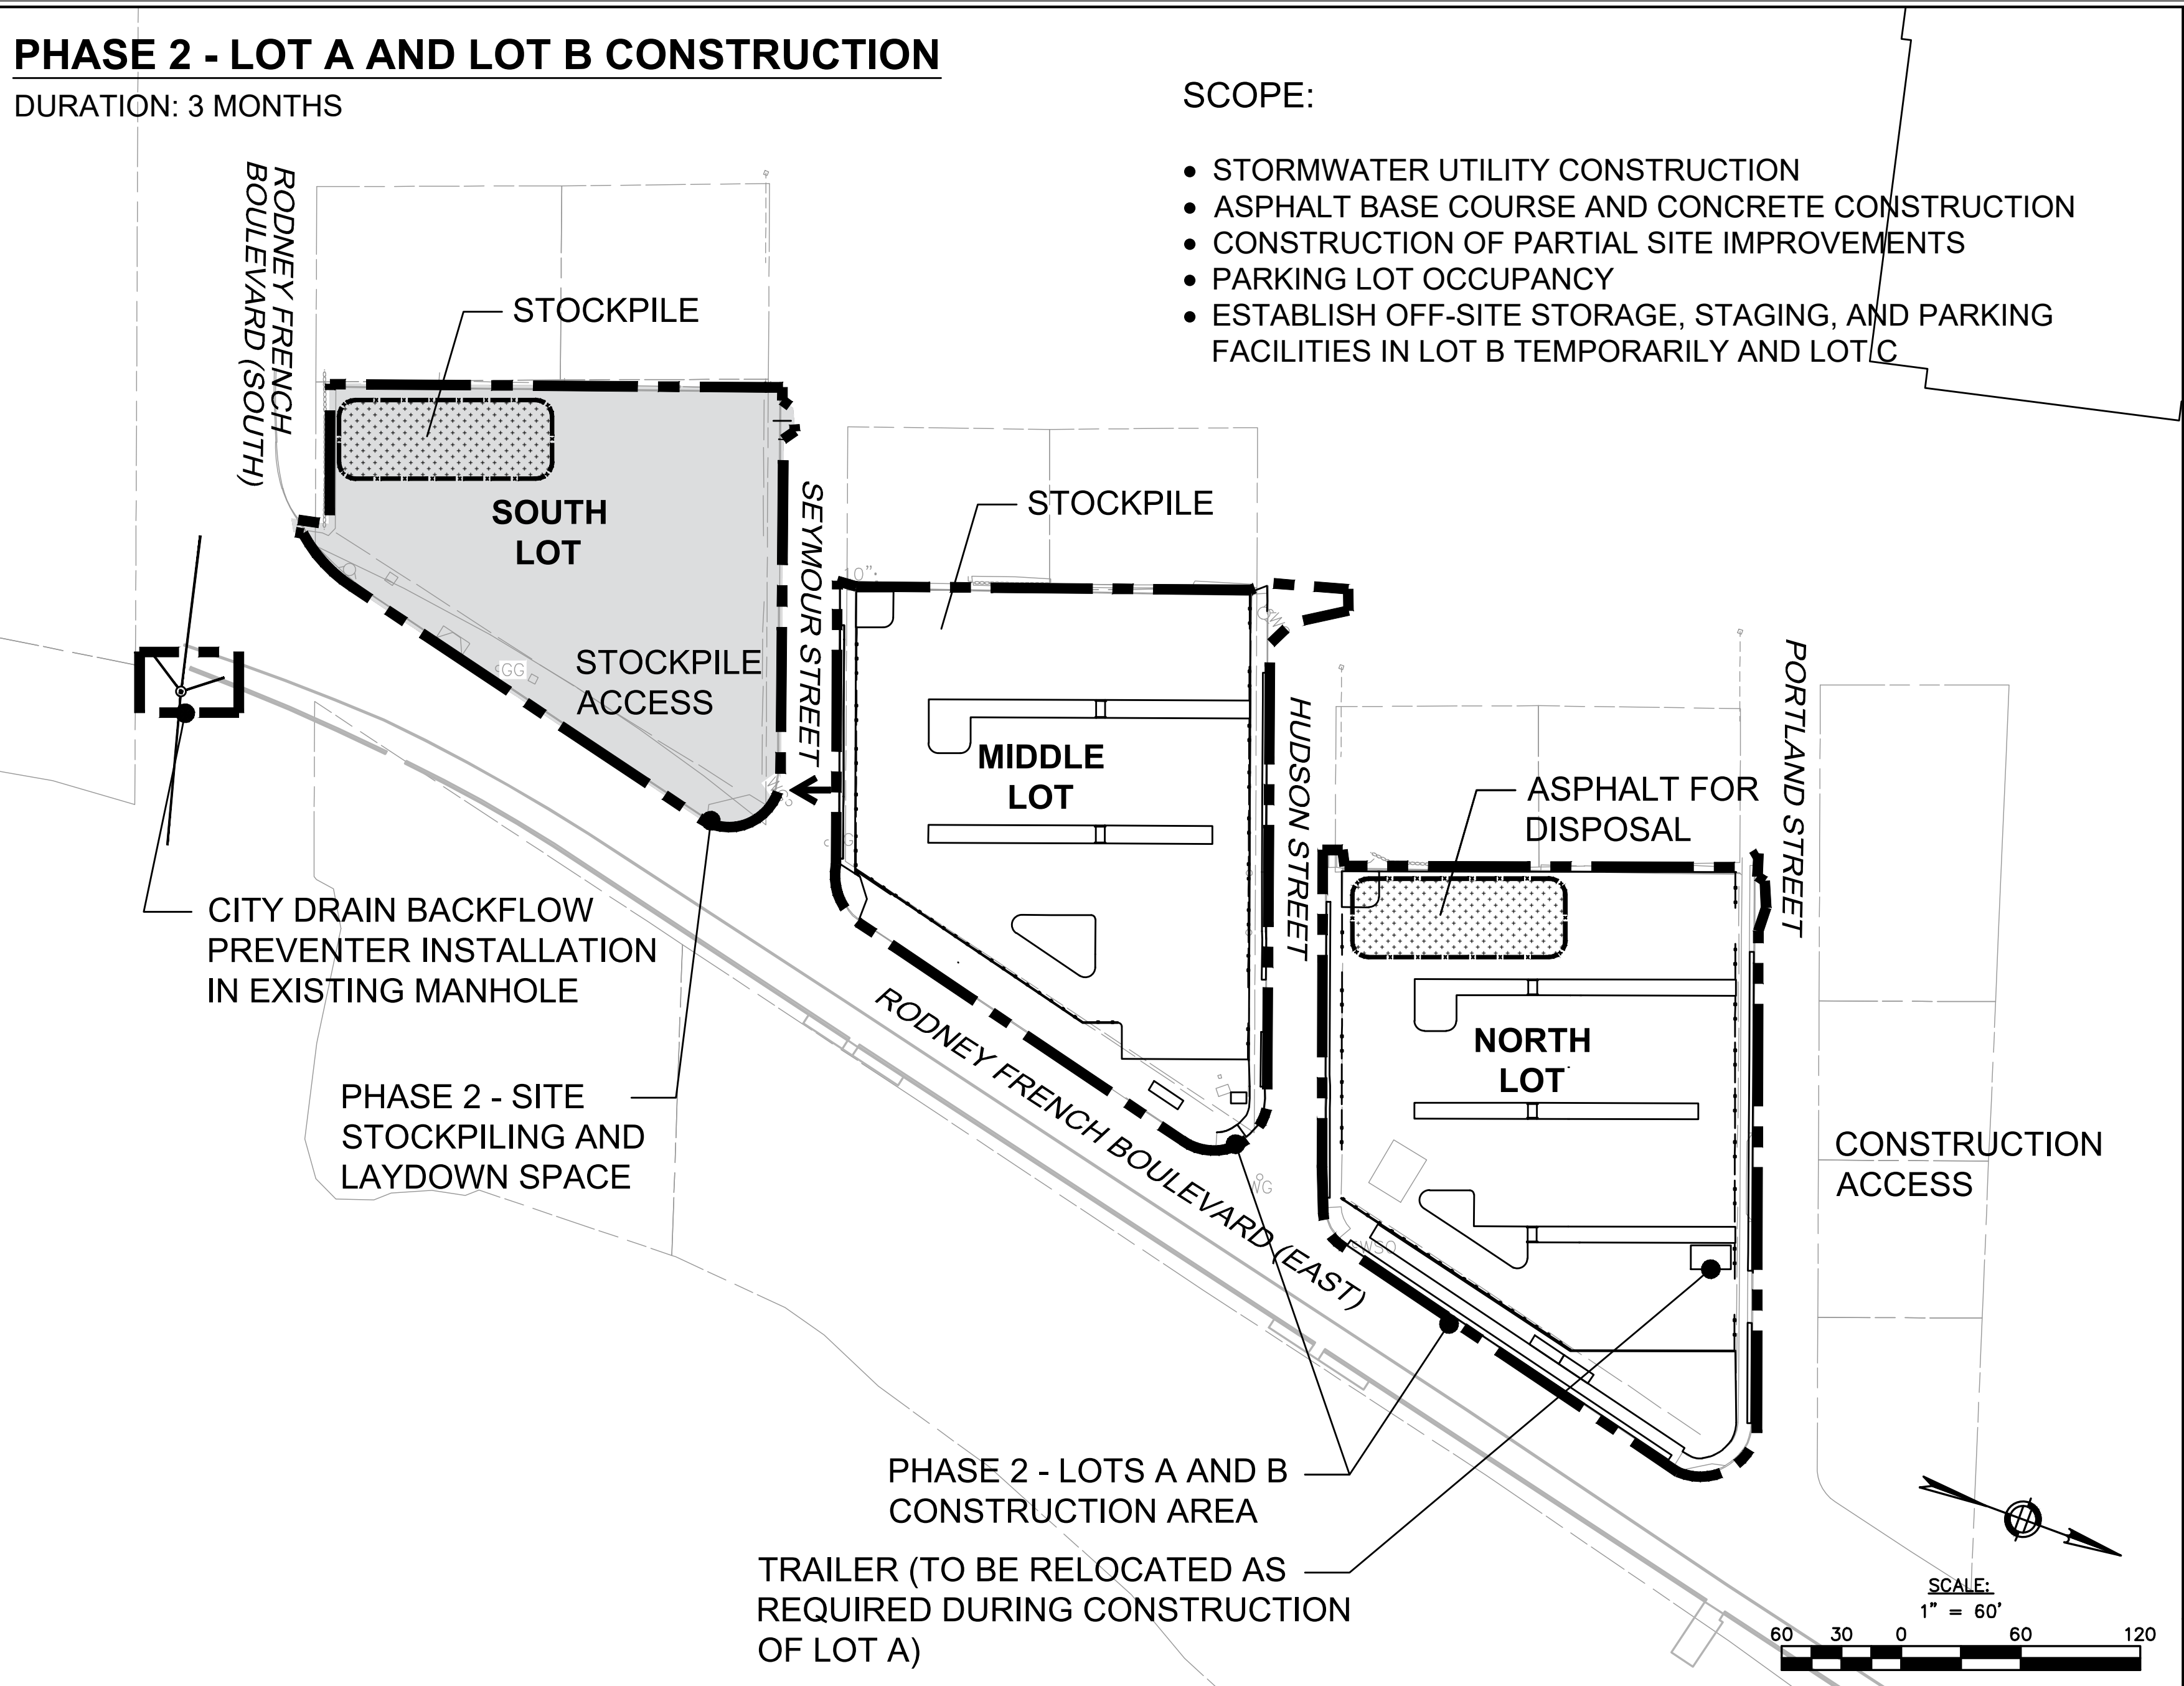 PHASE 2 - LOT A AND LOT B CONSTRUCTION
DURATION: 3 MONTHS
SCOPE:
• STORMWATER UTILITY CONSTRUCTION
• ASPHALT BASE COURSE AND CONCRETE CONSTRUCTION
• CONSTRUCTION OF PARTIAL SITE IMPROVEMENTS
• PARKING LOT OCCUPANCY
• ESTABLISH OFF-SITE STORAGE, STAGING, AND PARKING
FACILITIES IN LOT B TEMPORARILY AND LOT C
RODNEY FRENCH
BOULEVARD (SOUTH)
STOCKPILE
SOUTH
LOT
STOCKPILE
ACCESS
GG
SEYMOUR STREET
STOCKPILE
10"
MIDDLE
LOT
HUDSON STREET
PORTLAND STREET
ASPHALT FOR
DISPOSAL
NORTH
LOT
CONSTRUCTION
ACCESS
CITY DRAIN BACKFLOW
PREVENTER INSTALLATION
IN EXISTING MANHOLE
PHASE 2 - SITE
STOCKPILING AND
LAYDOWN SPACE
RODNEY FRENCH BOULEVARD (EAST)
PHASE 2 - LOTS A AND B
CONSTRUCTION AREA
TRAILER (TO BE RELOCATED AS
REQUIRED DURING CONSTRUCTION
OF LOT A)
SCALE:
1" = 60'
60 30 0 60 120